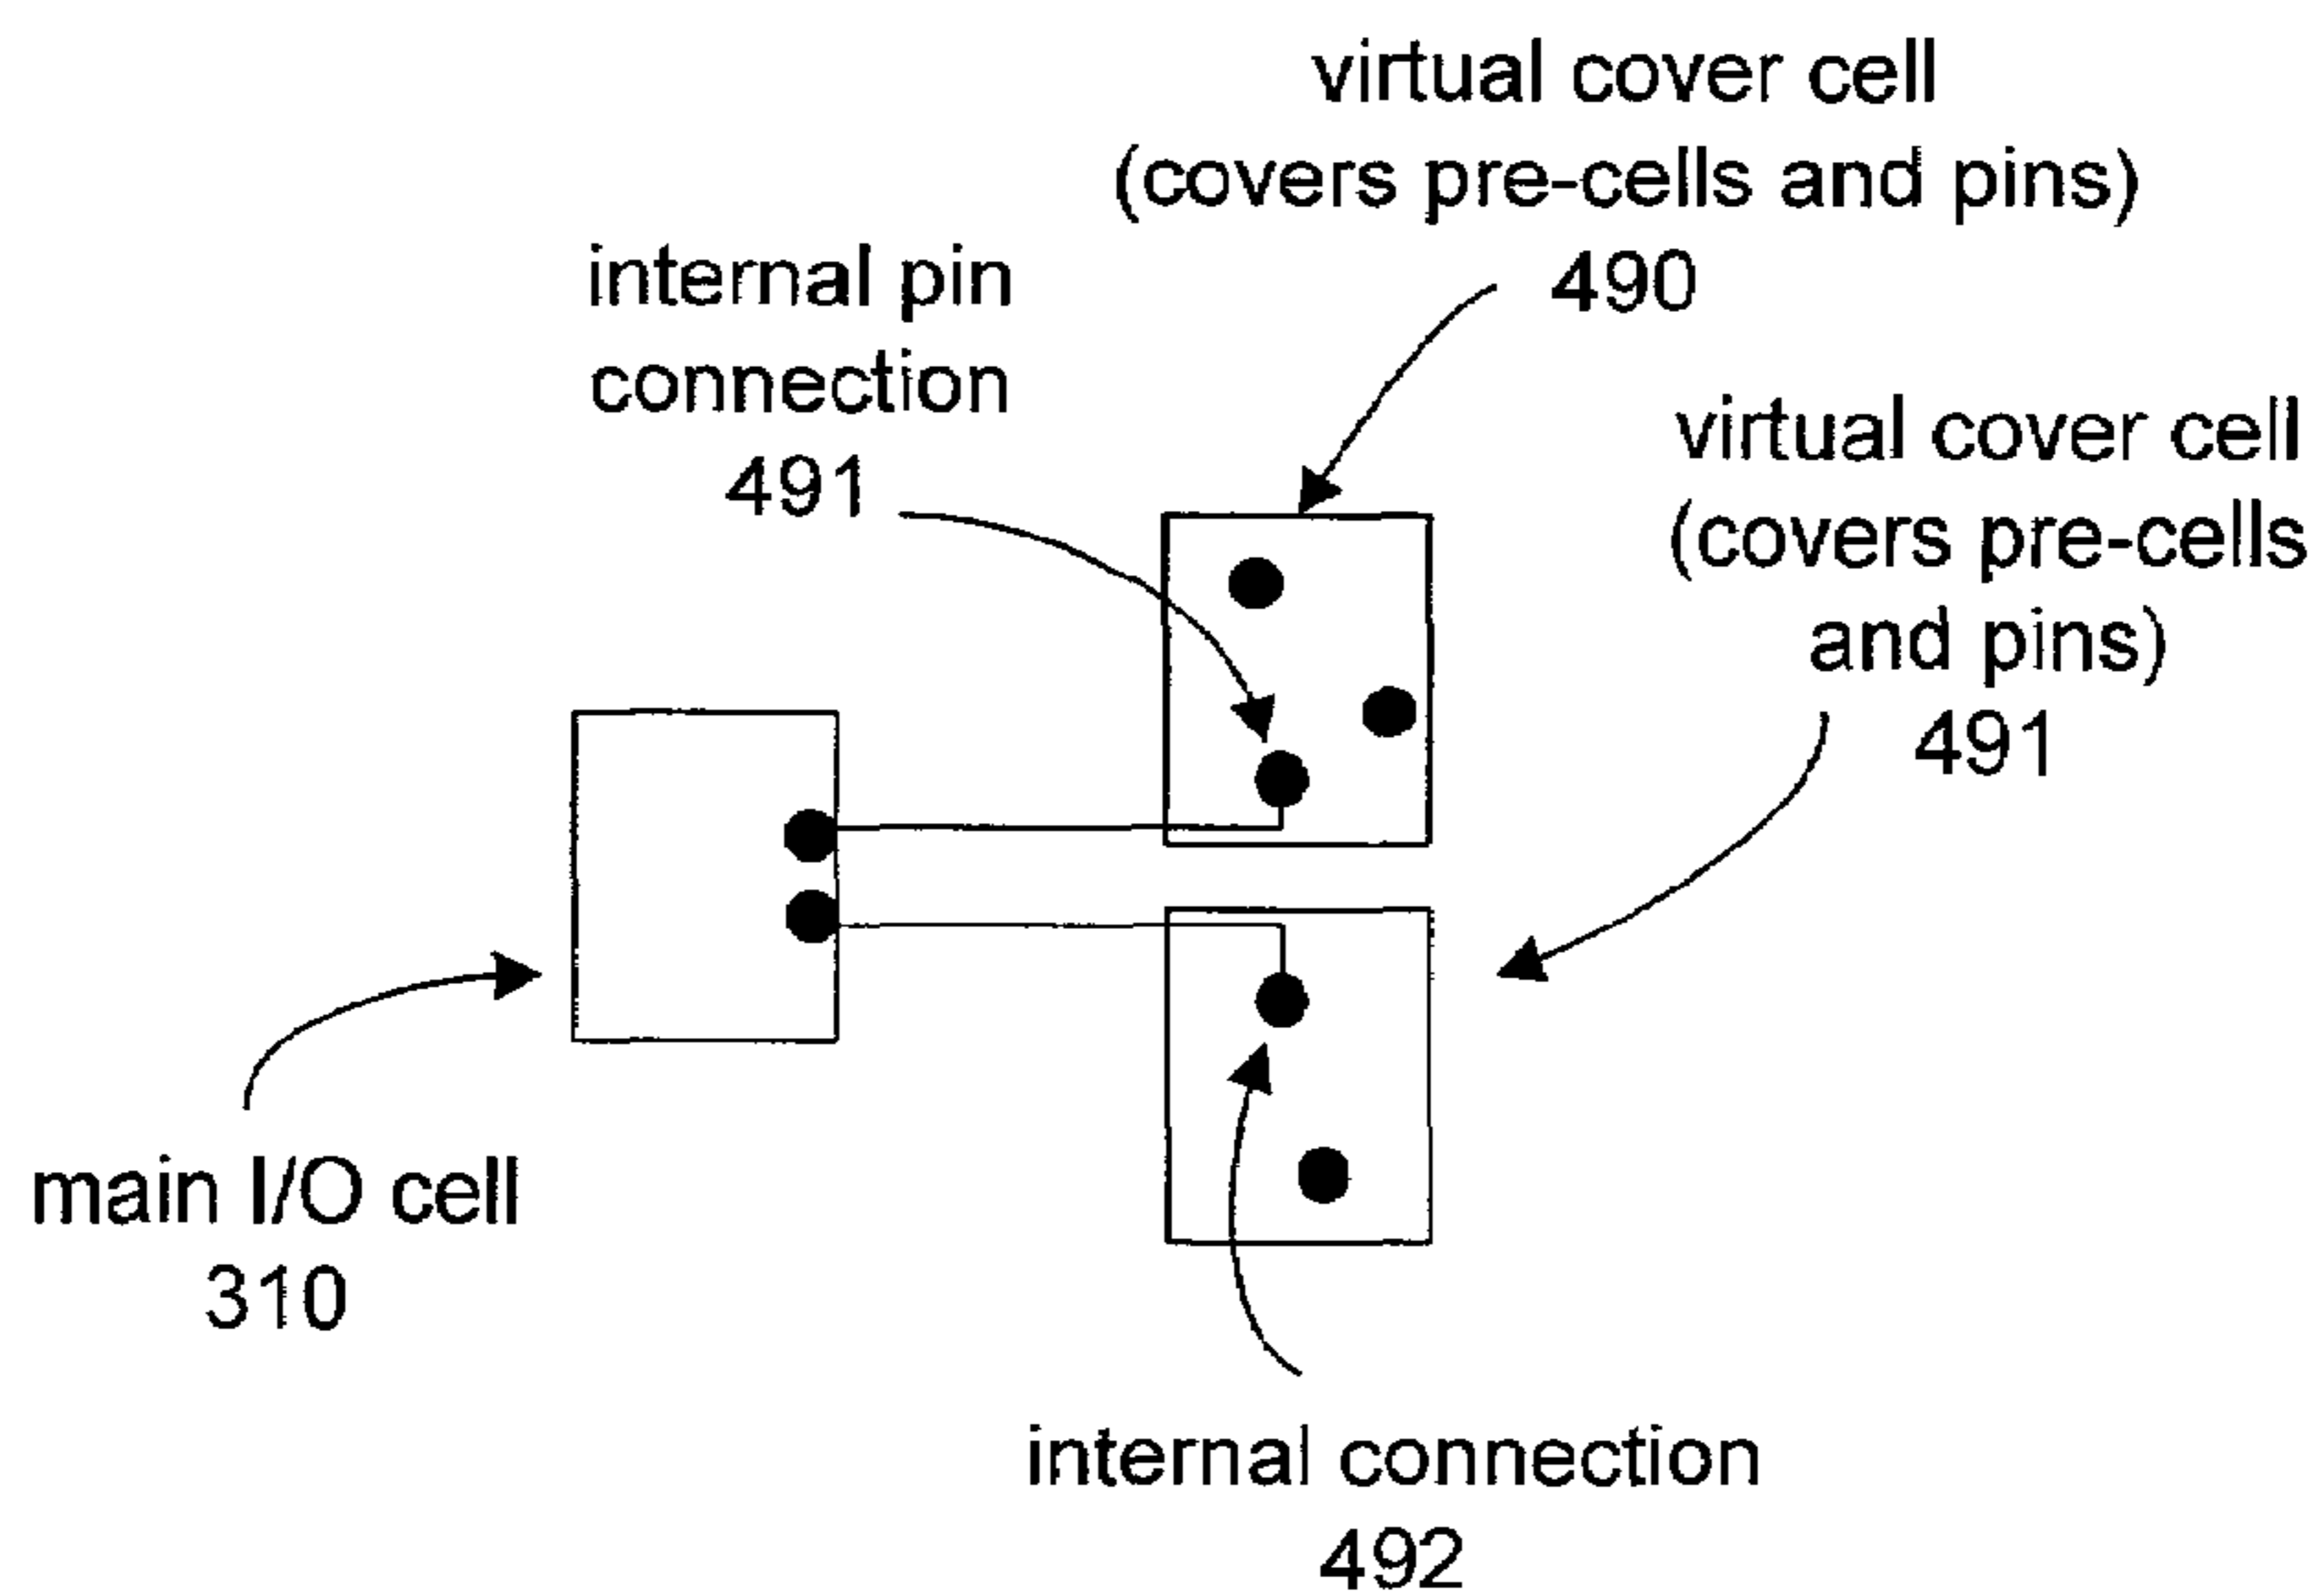 virtual cover cell
(covers pre-cells and pins)
490
internal pin
connection
491
virtual cover cell
(covers pre-cells
and pins)
491
main I/O cell
310
internal connection
492